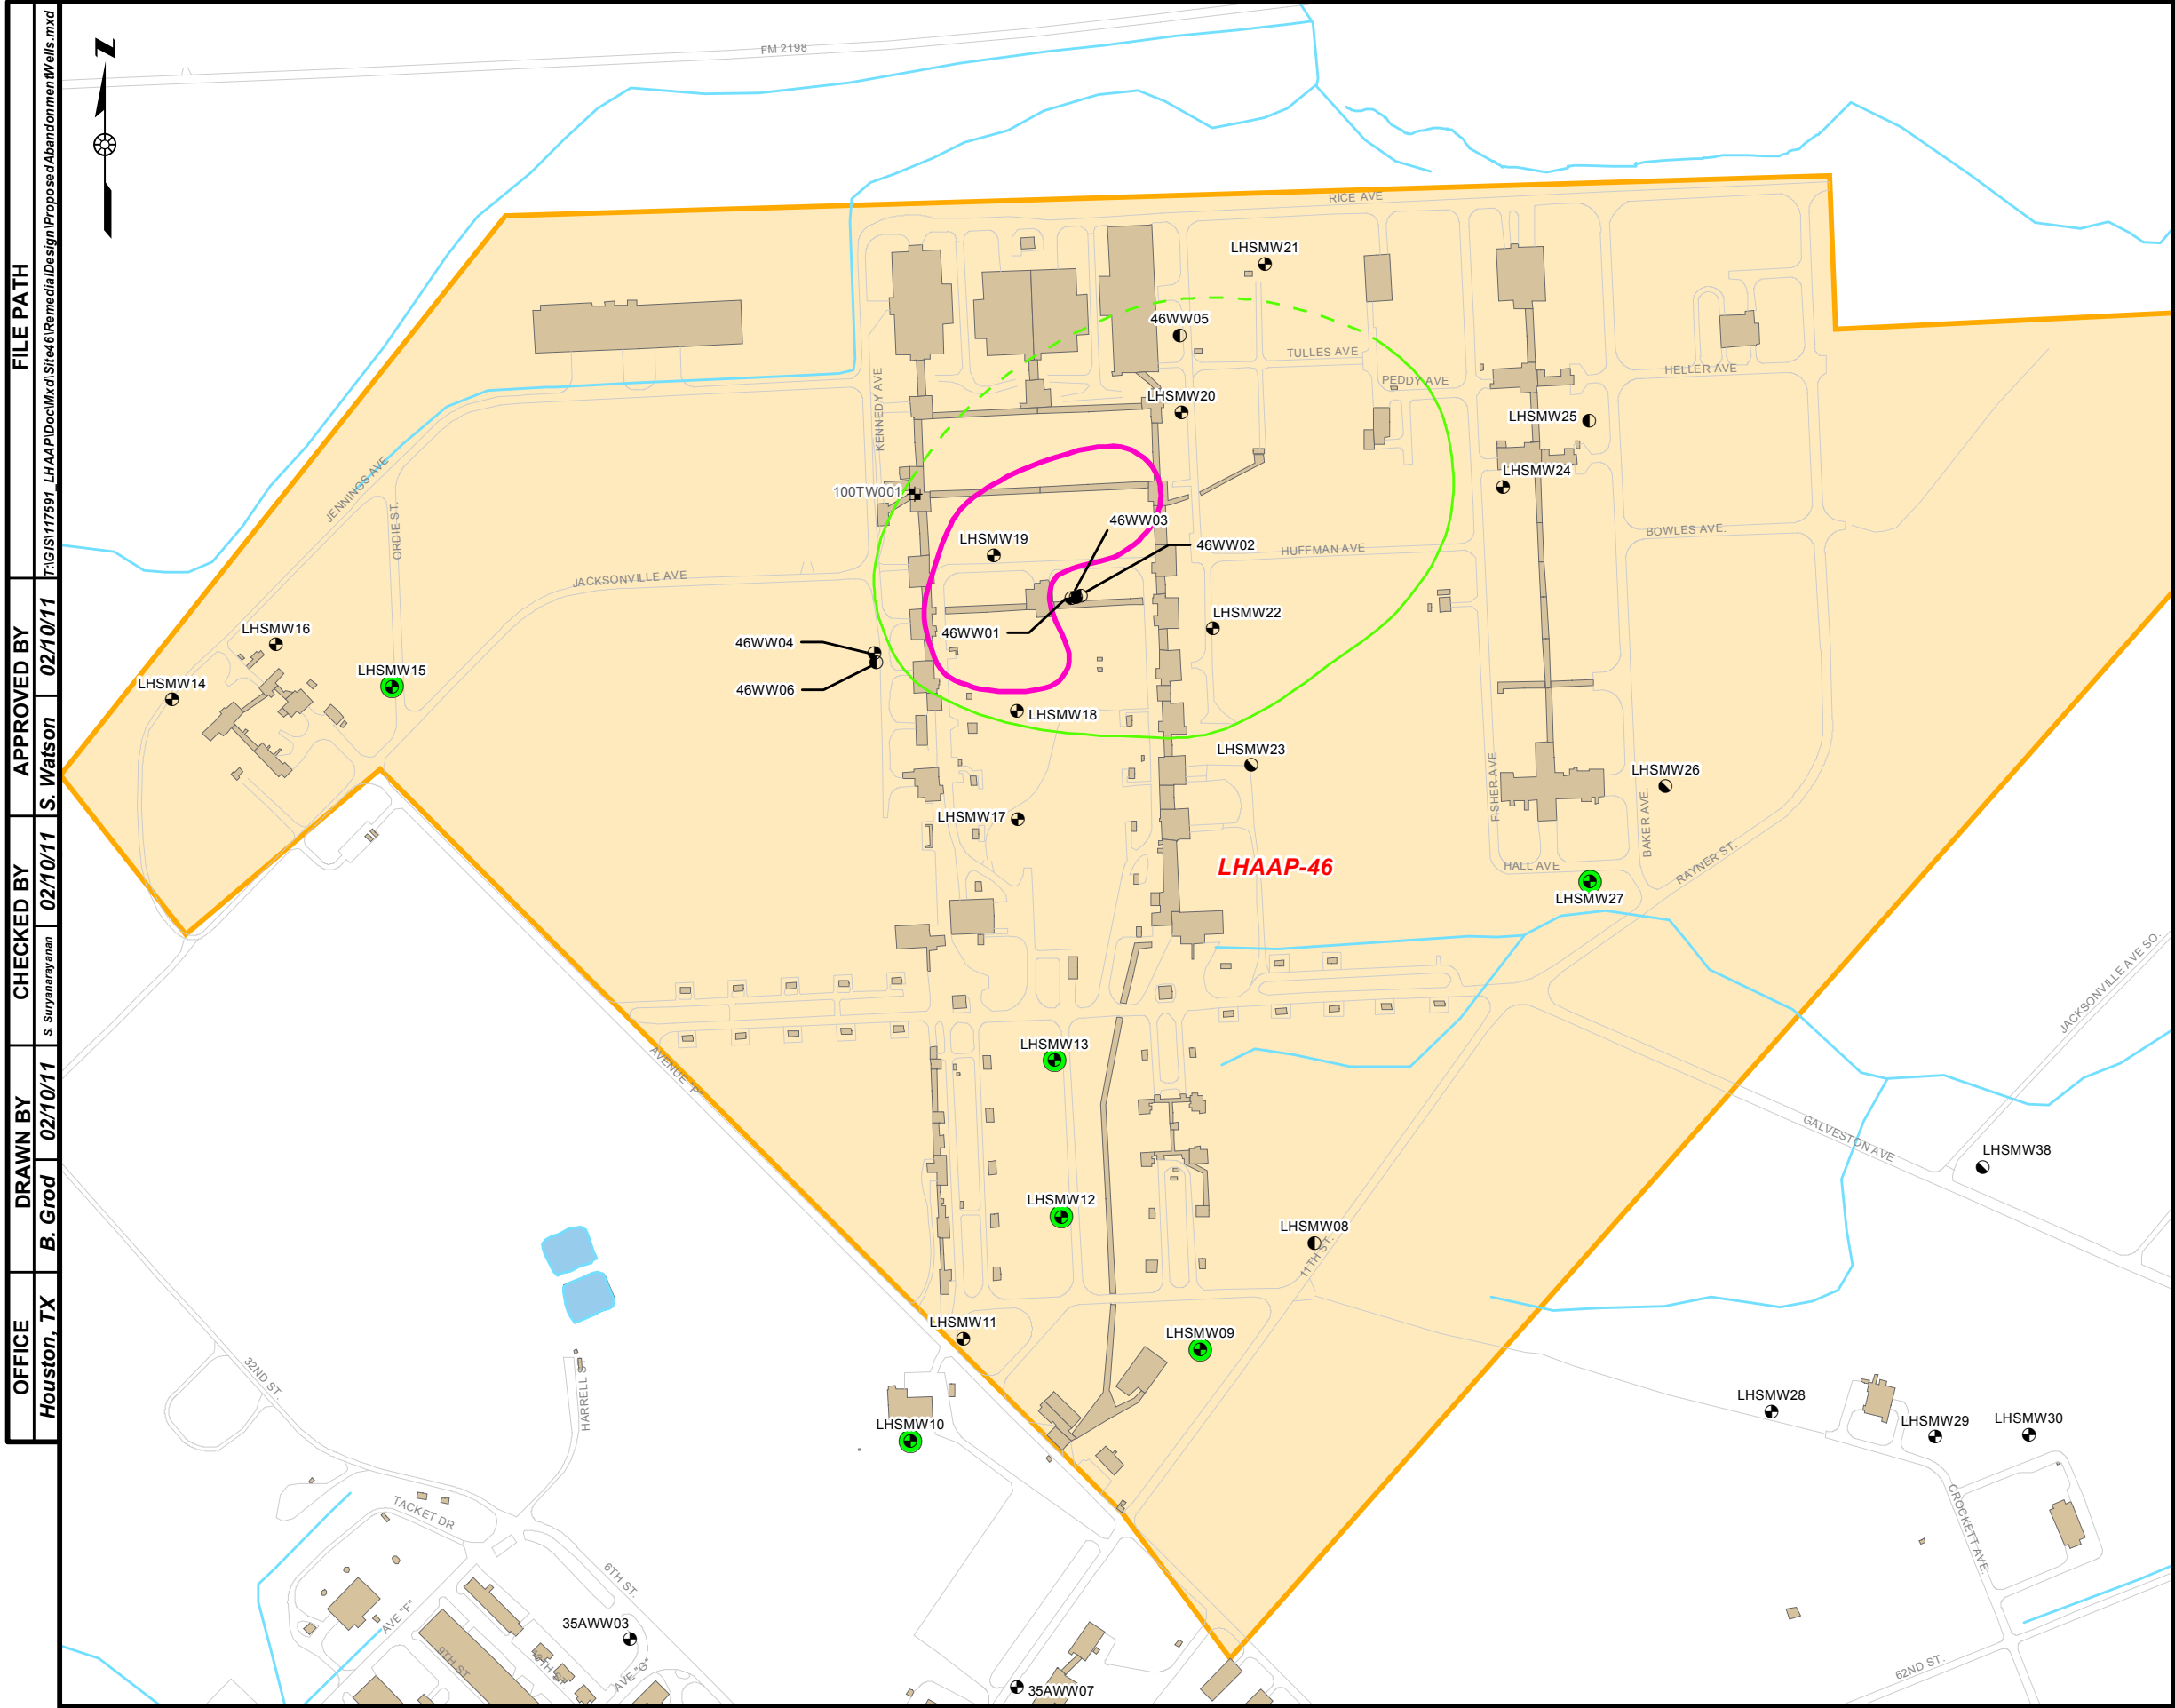 FILE PATH
T:\GIS\117591_LHAAP\Doc\Mxd\Site46\RemedialDesign\ProposedAbandonmentWells.mxd
APPROVED BY
S. Watson 02/10/11
CHECKED BY
S. Suryanarayanan 02/10/11
DRAWN BY
B. Grod 02/10/11
OFFICE
Houston, TX
N
FM 2198
RICE AVE
LHSMW21
46WW05
TULLES AVE
PEDDY AVE
HELLER AVE
KENNEDY AVE
LHSMW20
LHSMW25
LHSMW24
JENNINGS AVE
ORDIE ST.
100TW001
46WW03
BOWLES AVE.
LHSMW19
46WW02
HUFFMAN AVE
JACKSONVILLE AVE
LHSMW16
46WW04
46WW01
LHSMW22
LHSMW14
LHSMW15
46WW06
LHSMW18
LHSMW23
LHSMW26
FISHER AVE
BAKER AVE.
LHSMW17
LHAAP-46
HALL AVE
RAYNER ST.
LHSMW27
JACKSONVILLE AVE SO.
LHSMW13
AVENUE "P"
GALVESTON AVE
LHSMW38
LHSMW12
LHSMW08
11TH ST.
LHSMW11
LHSMW09
32ND ST.
HARRELL ST
LHSMW10
LHSMW28
LHSMW29
LHSMW30
CROCKETT AVE.
TACKET DR
6TH ST.
AVE "F"
35AWW03
9TH ST
10TH ST.
AVE "G"
62ND ST.
35AWW07